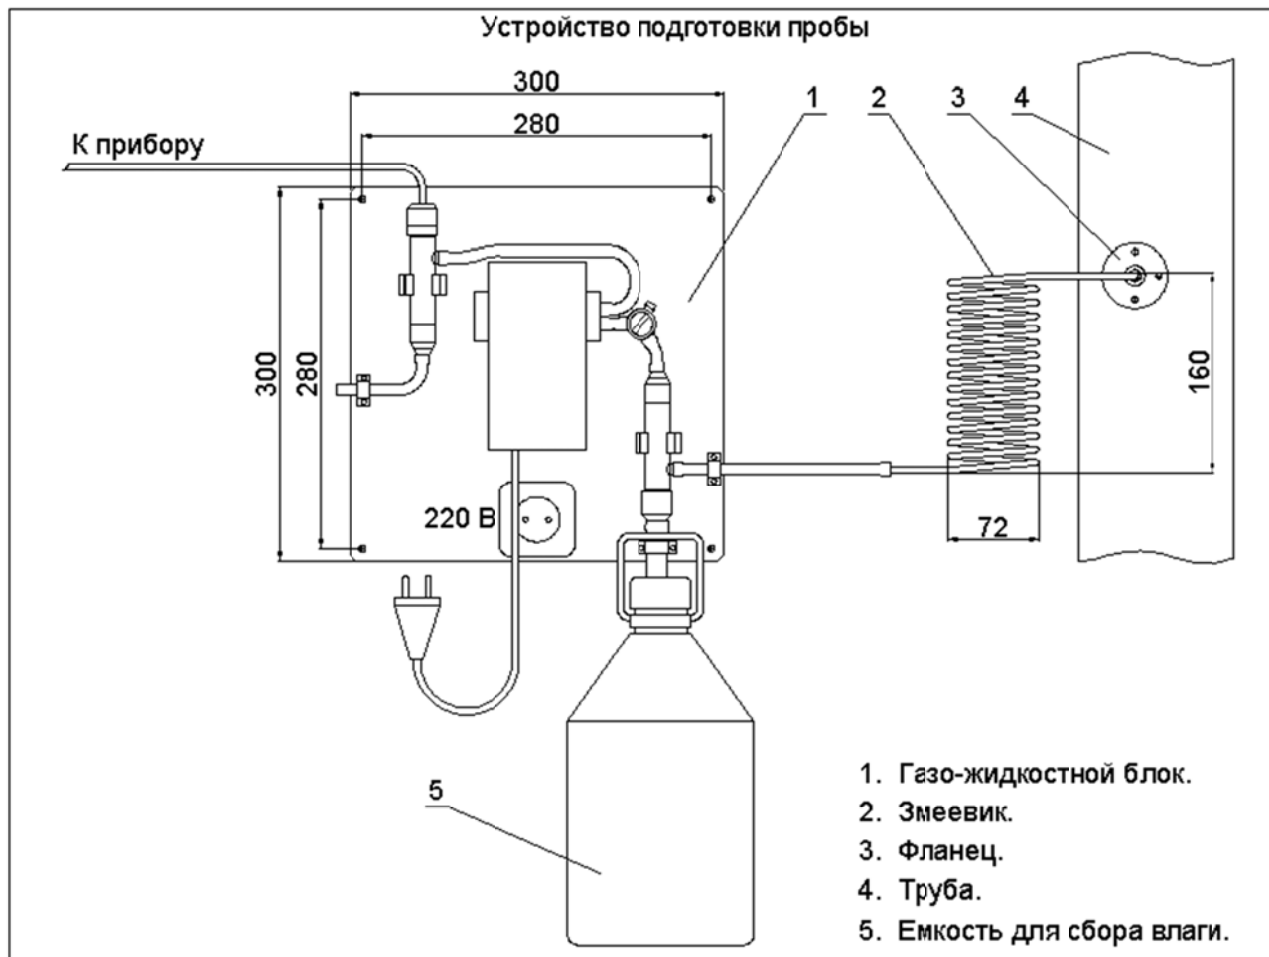 Устройство подготовки пробы
300
1
2
3
4
280
К прибору
300
280
160
220 В
72
5
1. Газо-жидкостной блок.
2. Змеевик.
3. Фланец.
4. Труба.
5. Емкость для сбора влаги.